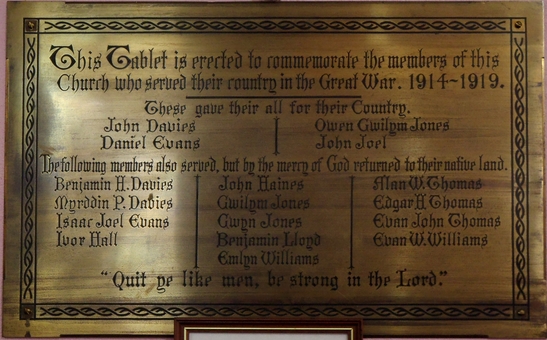 This Tablet is erected to commemorate the members of this
Church who served their country in the Great War. 1914~1919.
These gave their all for their Country.
John Davies Owen Gwilym Jones
Daniel Evans John Joel
The following members also served, but by the mercy of God returned to their native land.
Benjamin H. Davies John Haines Alan W. Thomas
Myrddin P. Davies Gwilym Jones Edgar H. Thomas
Isaac Joel Evans Gwyn Jones Evan John Thomas
Ivor Hall Benjamin Lloyd Evan W. Williams
Emlyn Williams
"Quit ye like men, be strong in the Lord."